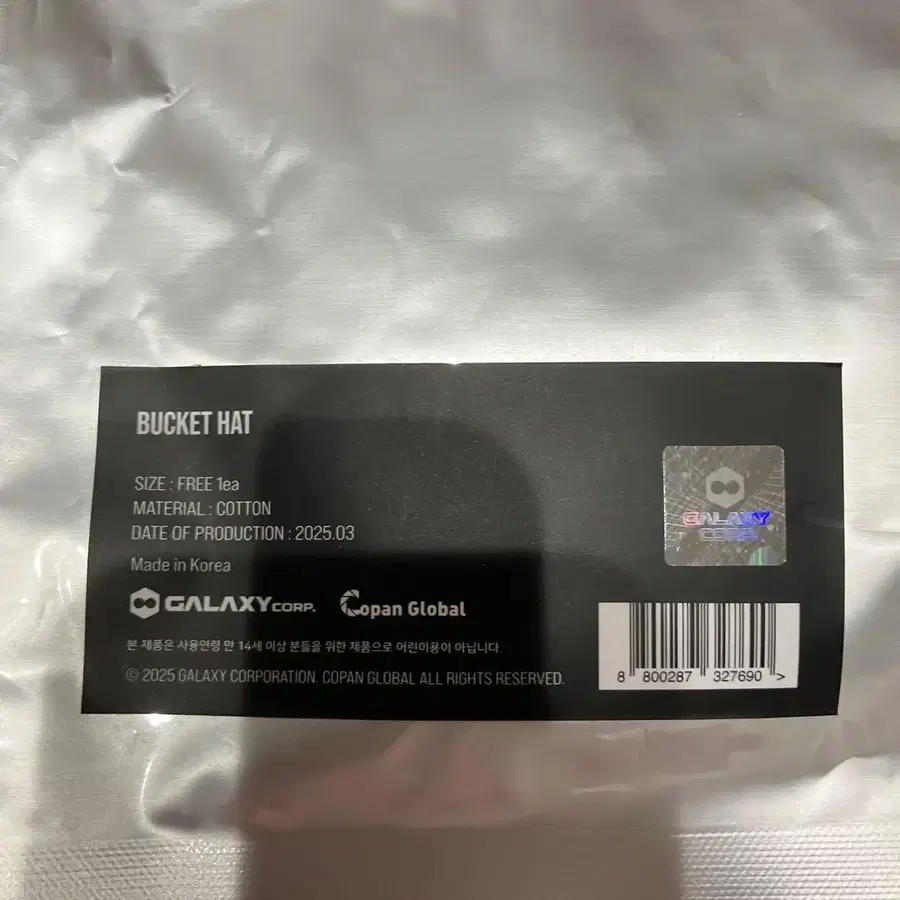 BUCKET HAT
SIZE : FREE 1ea
MATERIAL : COTTON
DATE OF PRODUCTION : 2025.03
Made in Korea
GALAXY CORP. Copan Global
본 제품은 사용연령 만 14세 이상 분들을 위한 제품으로 어린이용이 아닙니다.
© 2025 GALAXY CORPORATION. COPAN GLOBAL ALL RIGHTS RESERVED.
GALAXY
CORP.
8 800287 327690 >